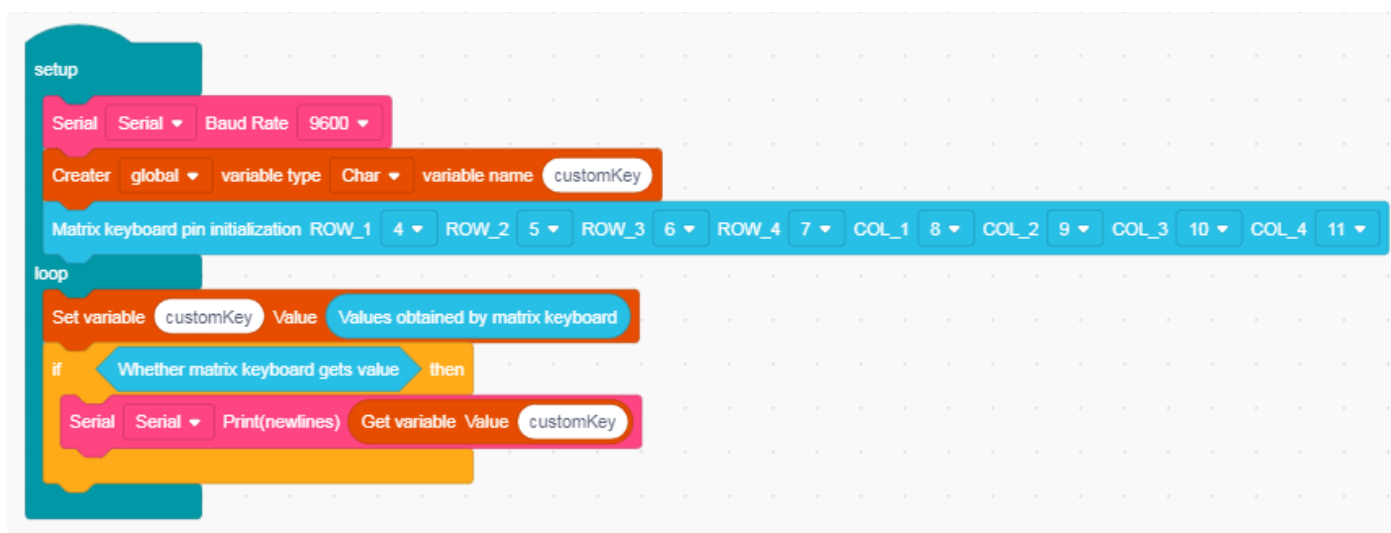 setup
Serial Serial Baud Rate 9600
Creater global variable type Char variable name customKey
Matrix keyboard pin initialization ROW_1 4 ROW_2 5 ROW_3 6 ROW_4 7 COL_1 8 COL_2 9 COL_3 10 COL_4 11
loop
Set variable customKey Value Values obtained by matrix keyboard
if Whether matrix keyboard gets value then
Serial Serial Print(newlines) Get variable Value customKey